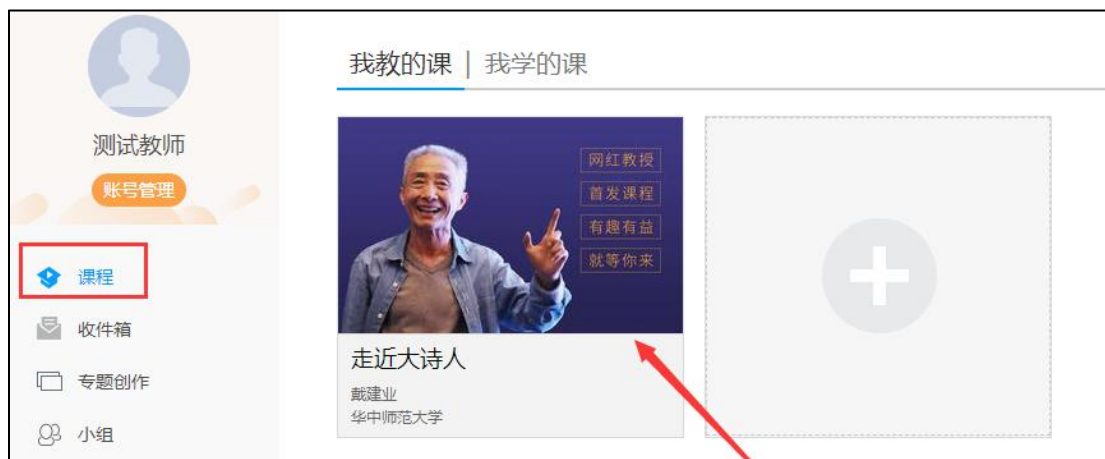 测试教师
账号管理
课程
收件箱
专题创作
小组
我教的课 | 我学的课
网红教授
首发课程
有趣有益
就等你来
走近大诗人
戴建业
华中师范大学